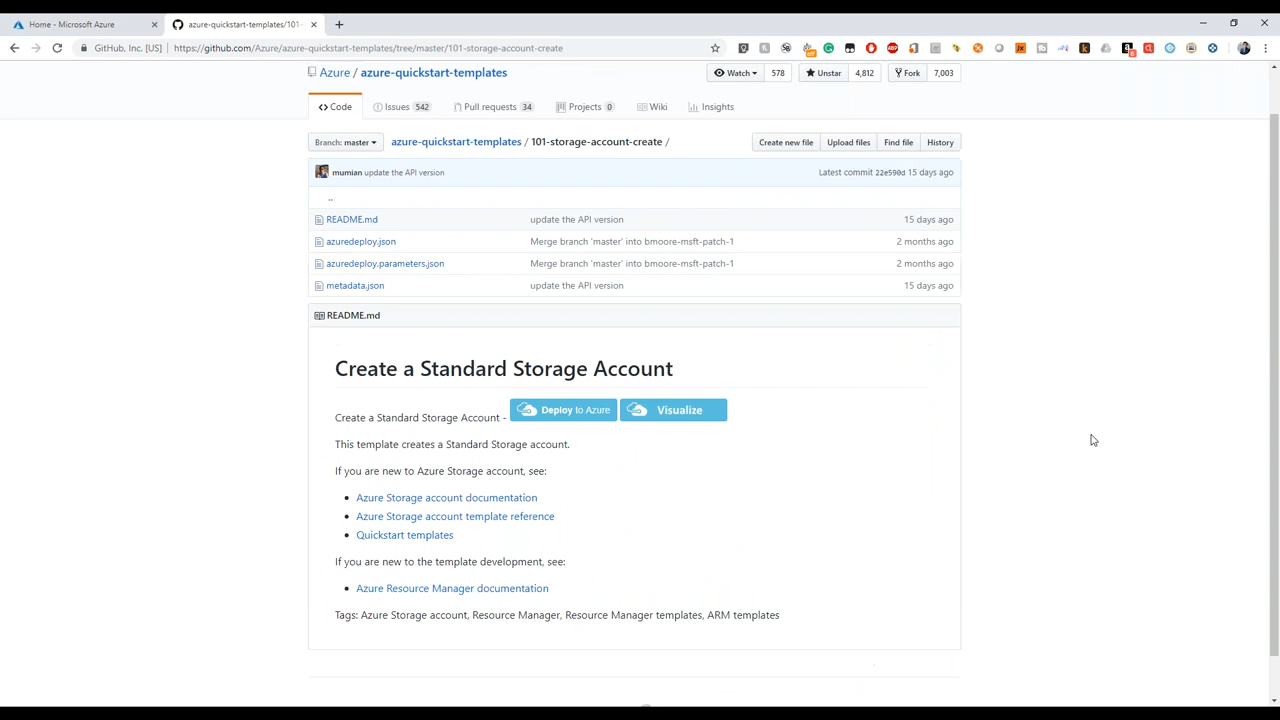 Home - Microsoft Azure
azure-quickstart-templates/101-
GitHub, Inc. [US] https://github.com/Azure/azure-quickstart-templates/tree/master/101-storage-account-create
Azure / azure-quickstart-templates
Watch 578 Unstar 4,812 Fork 7,003
Code Issues 542 Pull requests 34 Projects 0 Wiki Insights
Branch: master azure-quickstart-templates / 101-storage-account-create / Create new file Upload files Find file History
mumian update the API version Latest commit 22e590d 15 days ago
..
README.md update the API version 15 days ago
azuredeploy.json Merge branch 'master' into bmoore-msft-patch-1 2 months ago
azuredeploy.parameters.json Merge branch 'master' into bmoore-msft-patch-1 2 months ago
metadata.json update the API version 15 days ago
README.md
Create a Standard Storage Account
Create a Standard Storage Account - Deploy to Azure Visualize
This template creates a Standard Storage account.
If you are new to Azure Storage account, see:
Azure Storage account documentation
Azure Storage account template reference
Quickstart templates
If you are new to the template development, see:
Azure Resource Manager documentation
Tags: Azure Storage account, Resource Manager, Resource Manager templates, ARM templates